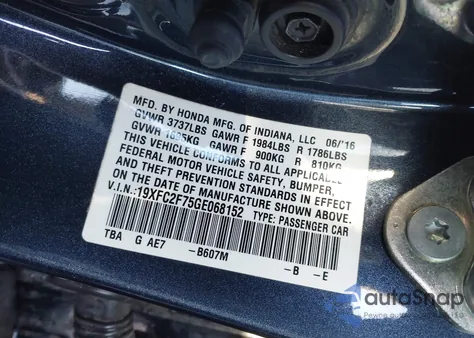 MFD. BY HONDA MFG. OF INDIANA, LLC 06/'16
GVWR 3737LBS GAWR F 1984LBS R 1786LBS
GVWR 1695KG GAWR F 900KG R 810KG
THIS VEHICLE CONFORMS TO ALL APPLICABLE
FEDERAL MOTOR VEHICLE SAFETY, BUMPER,
AND THEFT PREVENTION STANDARDS IN EFFECT
ON THE DATE OF MANUFACTURE SHOWN ABOVE.
V.I.N.:19XFC2F75GE068152 TYPE: PASSENGER CAR
TBA G AE7 -B607M -B -E
autoSnap